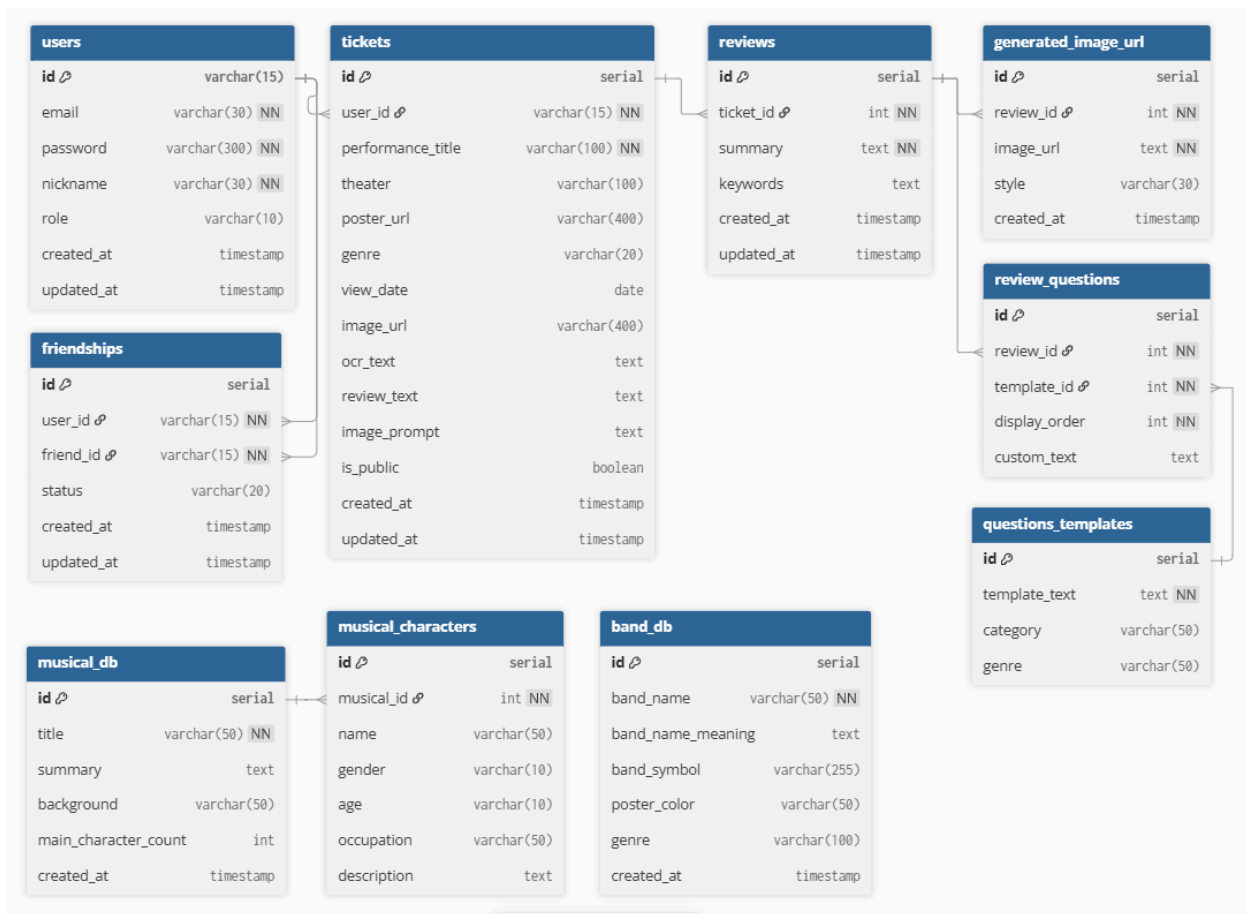 users
id varchar(15)
email varchar(30) NN
password varchar(300) NN
nickname varchar(30) NN
role varchar(10)
created_at timestamp
updated_at timestamp
friendships
id serial
user_id varchar(15) NN
friend_id varchar(15) NN
status varchar(20)
created_at timestamp
updated_at timestamp
tickets
id serial
user_id varchar(15) NN
performance_title varchar(100) NN
theater varchar(100)
poster_url varchar(400)
genre varchar(20)
view_date date
image_url varchar(400)
ocr_text text
review_text text
image_prompt text
is_public boolean
created_at timestamp
updated_at timestamp
reviews
id serial
ticket_id int NN
summary text NN
keywords text
created_at timestamp
updated_at timestamp
generated_image_url
id serial
review_id int NN
image_url text NN
style varchar(30)
created_at timestamp
review_questions
id serial
review_id int NN
template_id int NN
display_order int NN
custom_text text
questions_templates
id serial
template_text text NN
category varchar(50)
genre varchar(50)
musical_db
id serial
title varchar(50) NN
summary text
background varchar(50)
main_character_count int
created_at timestamp
musical_characters
id serial
musical_id int NN
name varchar(50)
gender varchar(10)
age varchar(10)
occupation varchar(50)
description text
band_db
id serial
band_name varchar(50) NN
band_name_meaning text
band_symbol varchar(255)
poster_color varchar(50)
genre varchar(100)
created_at timestamp